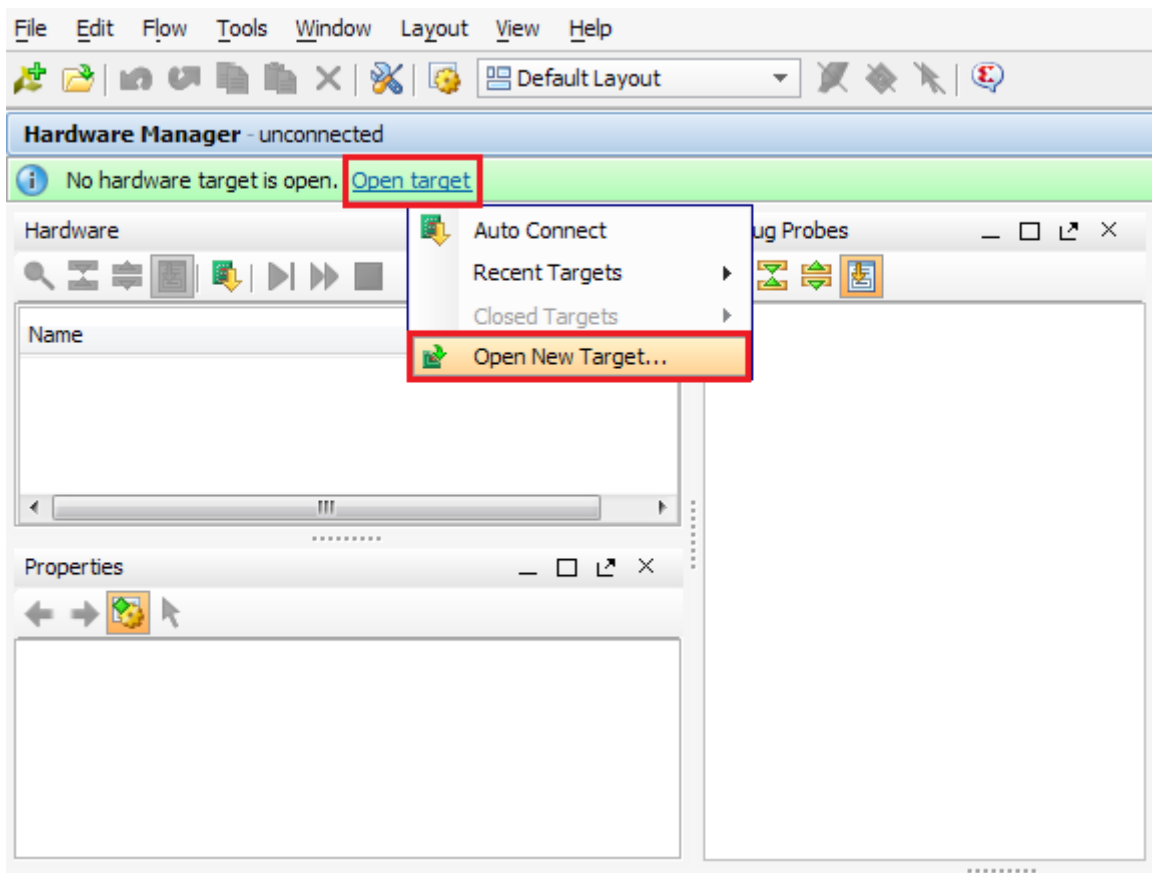 File Edit Flow Tools Window Layout View Help
Default Layout
Hardware Manager - unconnected
No hardware target is open. Open target
Hardware
Auto Connect
ug Probes
Recent Targets
Closed Targets
Name
Open New Target...
Properties